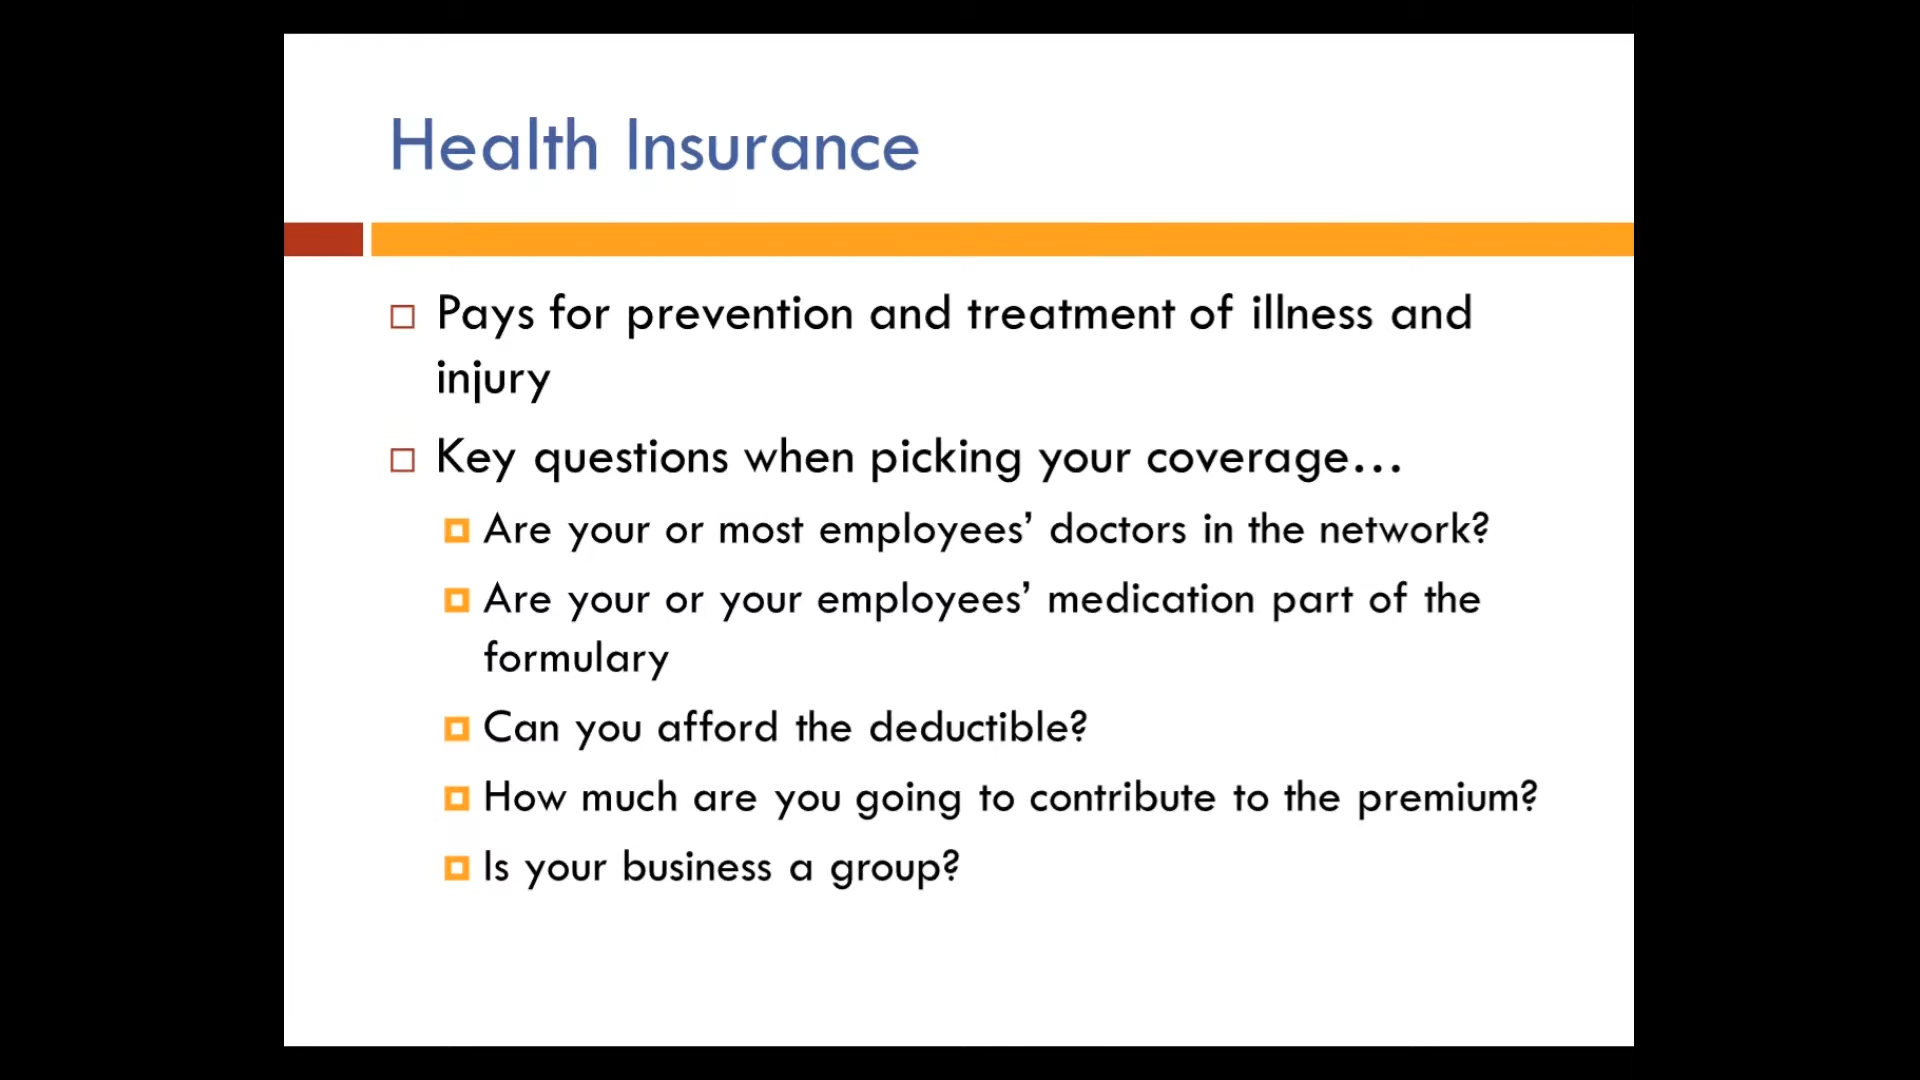 Health Insurance
Pays for prevention and treatment of illness and
injury
Key questions when picking your coverage…
Are your or most employees’ doctors in the network?
Are your or your employees’ medication part of the
formulary
Can you afford the deductible?
How much are you going to contribute to the premium?
Is your business a group?